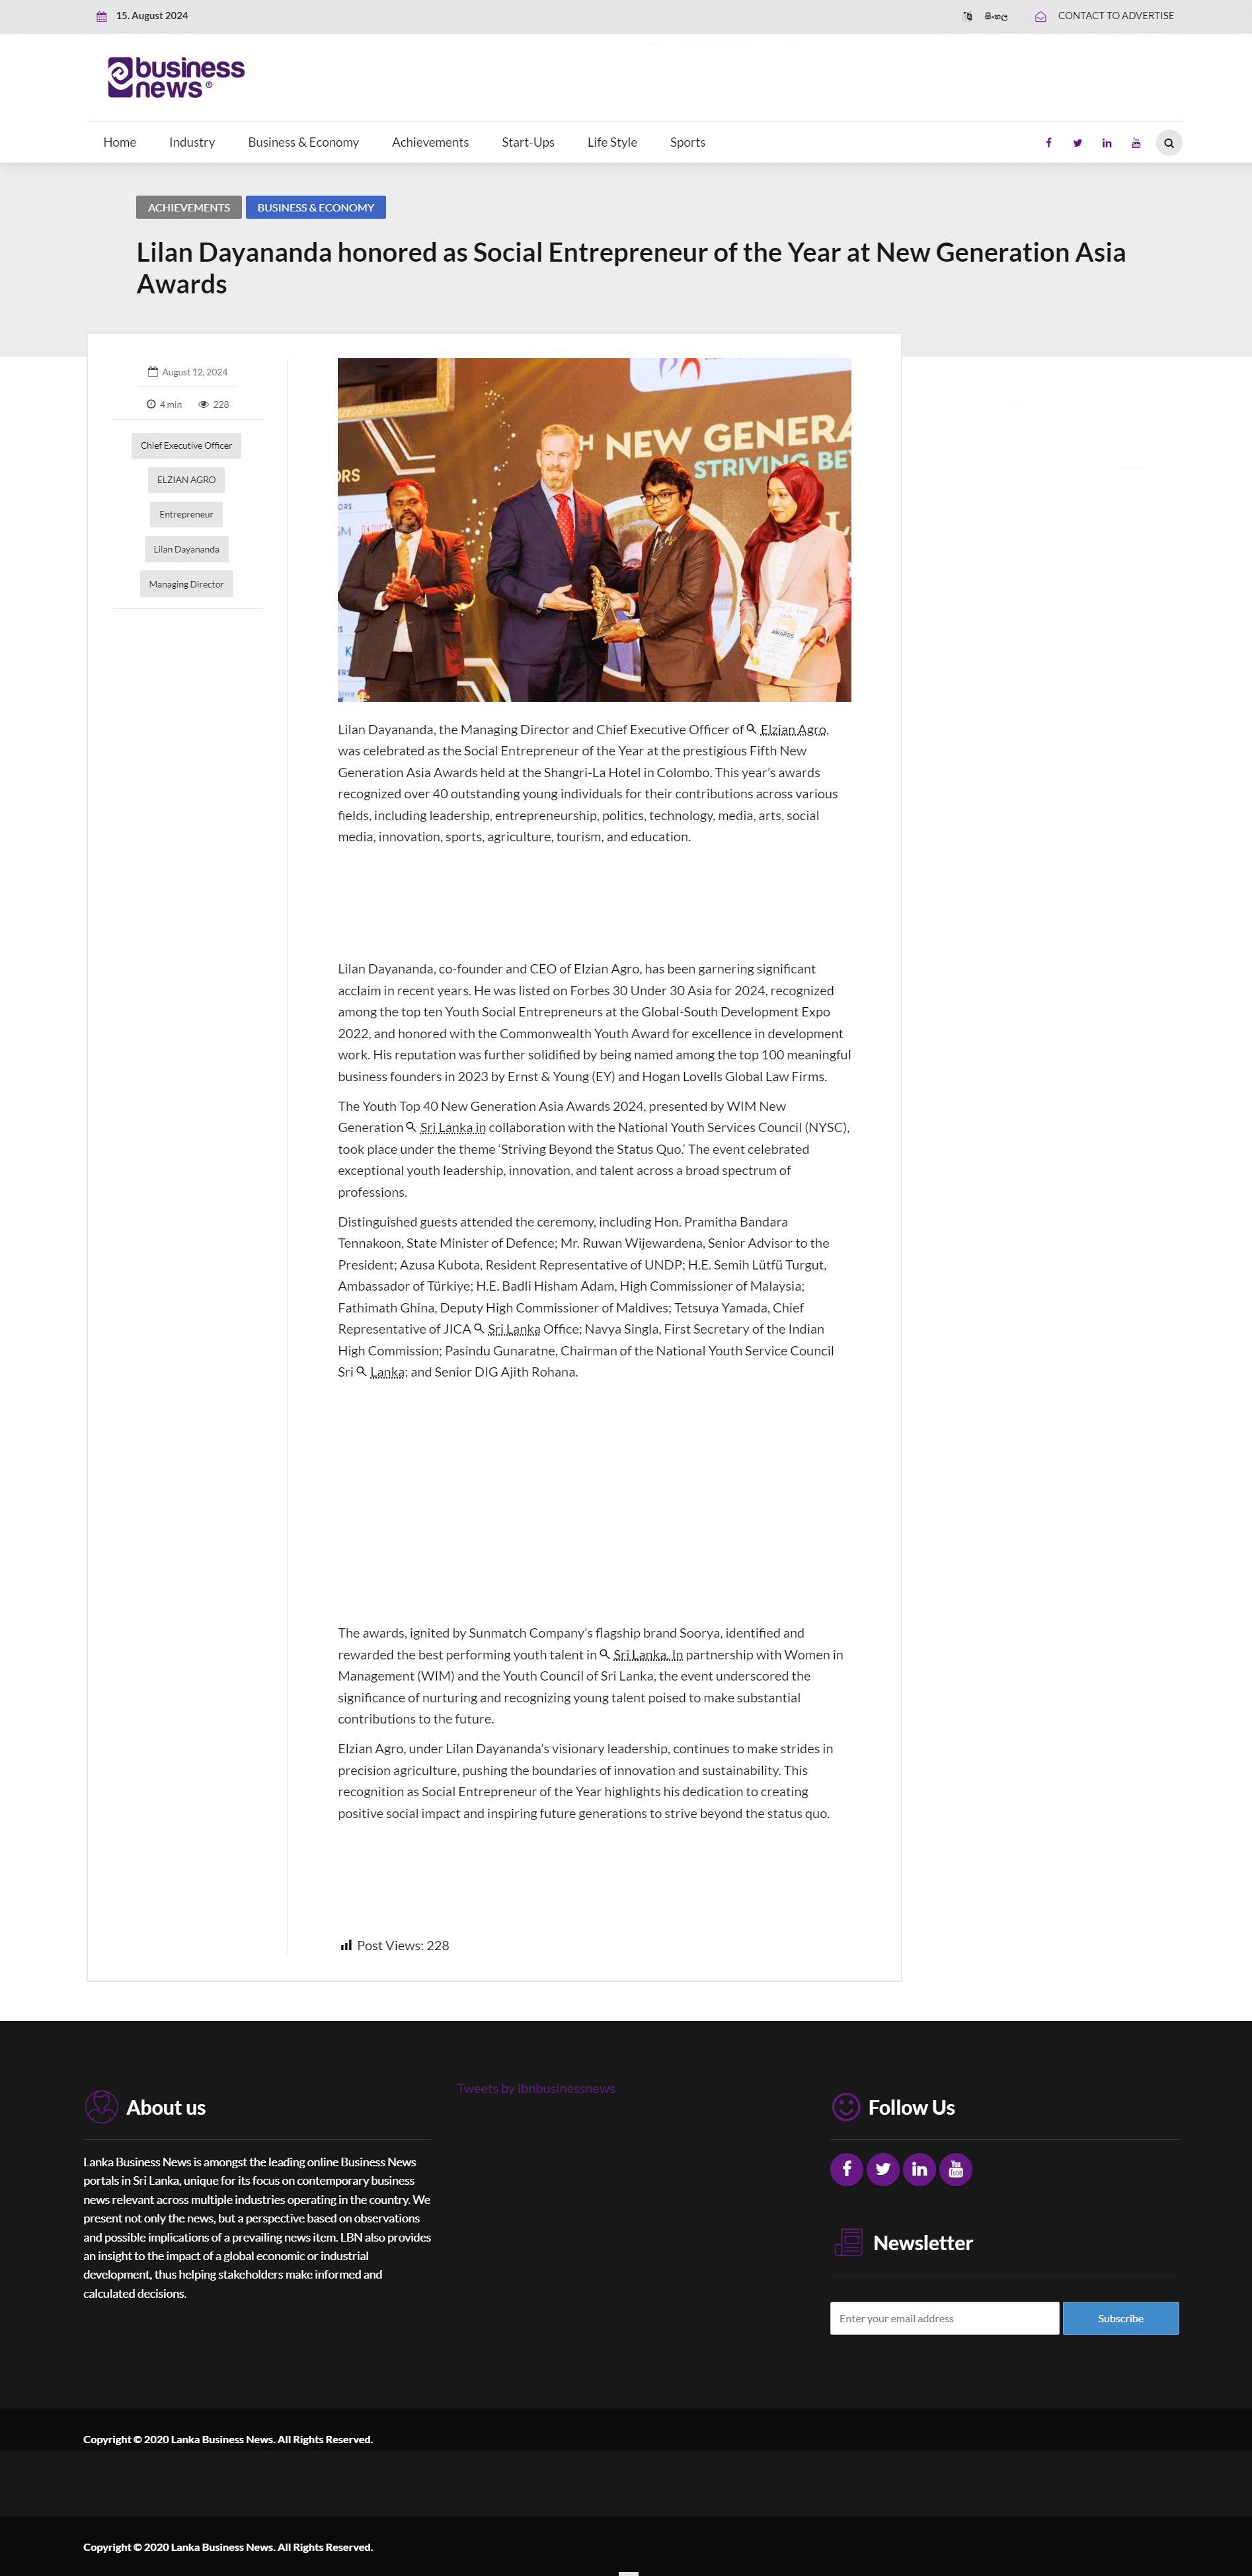 15. August 2024
සිංහල
CONTACT TO ADVERTISE
business
news®
Home
Industry
Business & Economy
Achievements
Start-Ups
Life Style
Sports
ACHIEVEMENTS
BUSINESS & ECONOMY
Lilan Dayananda honored as Social Entrepreneur of the Year at New Generation Asia
Awards
August 12, 2024
4 min
228
Chief Executive Officer
ELZIAN AGRO
Entrepreneur
Lilan Dayananda
Managing Director
TH NEW GENERA
STRIVING BE
AWARDS
Lilan Dayananda, the Managing Director and Chief Executive Officer of Elzian Agro,
was celebrated as the Social Entrepreneur of the Year at the prestigious Fifth New
Generation Asia Awards held at the Shangri-La Hotel in Colombo. This year’s awards
recognized over 40 outstanding young individuals for their contributions across various
fields, including leadership, entrepreneurship, politics, technology, media, arts, social
media, innovation, sports, agriculture, tourism, and education.
Lilan Dayananda, co-founder and CEO of Elzian Agro, has been garnering significant
acclaim in recent years. He was listed on Forbes 30 Under 30 Asia for 2024, recognized
among the top ten Youth Social Entrepreneurs at the Global-South Development Expo
2022, and honored with the Commonwealth Youth Award for excellence in development
work. His reputation was further solidified by being named among the top 100 meaningful
business founders in 2023 by Ernst & Young (EY) and Hogan Lovells Global Law Firms.
The Youth Top 40 New Generation Asia Awards 2024, presented by WIM New
Generation Sri Lanka in collaboration with the National Youth Services Council (NYSC),
took place under the theme ‘Striving Beyond the Status Quo.’ The event celebrated
exceptional youth leadership, innovation, and talent across a broad spectrum of
professions.
Distinguished guests attended the ceremony, including Hon. Pramitha Bandara
Tennakoon, State Minister of Defence; Mr. Ruwan Wijewardena, Senior Advisor to the
President; Azusa Kubota, Resident Representative of UNDP; H.E. Semih Lütfü Turgut,
Ambassador of Türkiye; H.E. Badli Hisham Adam, High Commissioner of Malaysia;
Fathimath Ghina, Deputy High Commissioner of Maldives; Tetsuya Yamada, Chief
Representative of JICA Sri Lanka Office; Navya Singla, First Secretary of the Indian
High Commission; Pasindu Gunaratne, Chairman of the National Youth Service Council
Sri Lanka; and Senior DIG Ajith Rohana.
The awards, ignited by Sunmatch Company’s flagship brand Soorya, identified and
rewarded the best performing youth talent in Sri Lanka. In partnership with Women in
Management (WIM) and the Youth Council of Sri Lanka, the event underscored the
significance of nurturing and recognizing young talent poised to make substantial
contributions to the future.
Elzian Agro, under Lilan Dayananda’s visionary leadership, continues to make strides in
precision agriculture, pushing the boundaries of innovation and sustainability. This
recognition as Social Entrepreneur of the Year highlights his dedication to creating
positive social impact and inspiring future generations to strive beyond the status quo.
Post Views: 228
About us
Lanka Business News is amongst the leading online Business News
portals in Sri Lanka, unique for its focus on contemporary business
news relevant across multiple industries operating in the country. We
present not only the news, but a perspective based on observations
and possible implications of a prevailing news item. LBN also provides
an insight to the impact of a global economic or industrial
development, thus helping stakeholders make informed and
calculated decisions.
Tweets by lbnbusinessnews
Follow Us
Newsletter
Enter your email address
Subscribe
Copyright © 2020 Lanka Business News. All Rights Reserved.
Copyright © 2020 Lanka Business News. All Rights Reserved.